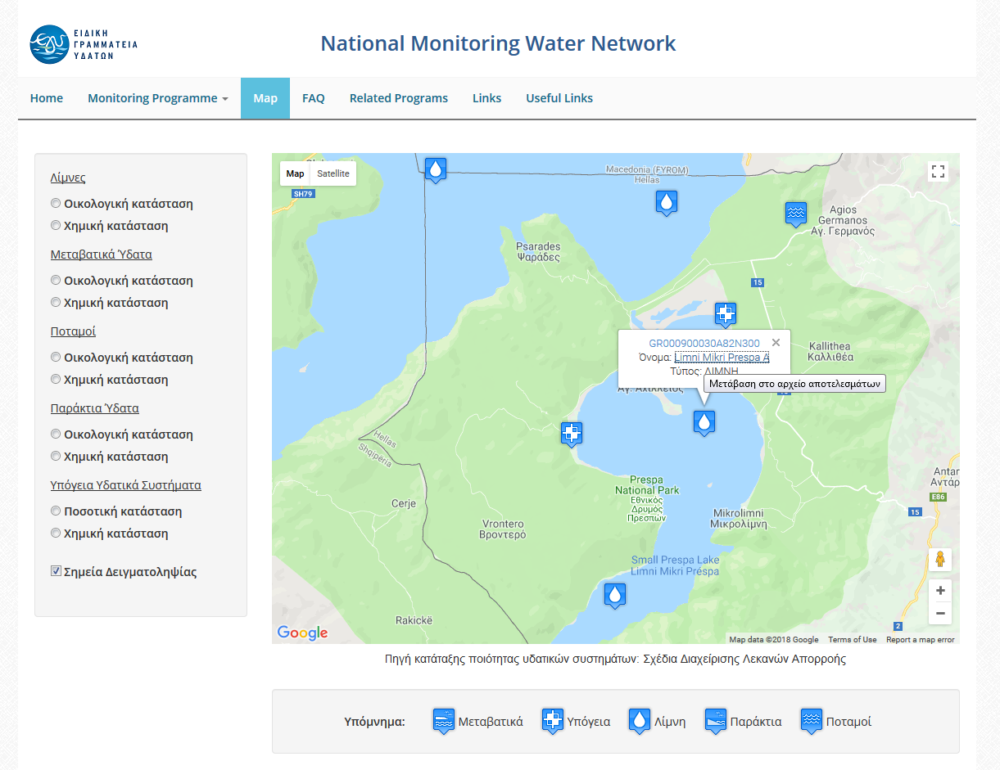 ΕΙΔΙΚΗ
ΓΡΑΜΜΑΤΕΙΑ
ΥΔΑΤΩΝ
National Monitoring Water Network
Home
Monitoring Programme
Map
FAQ
Related Programs
Links
Useful Links
Λίμνες
Οικολογική κατάσταση
Χημική κατάσταση
Μεταβατικά Ύδατα
Οικολογική κατάσταση
Χημική κατάσταση
Ποταμοί
Οικολογική κατάσταση
Χημική κατάσταση
Παράκτια Ύδατα
Οικολογική κατάσταση
Χημική κατάσταση
Υπόγεια Υδατικά Συστήματα
Ποσοτική κατάσταση
Χημική κατάσταση
Σημεία Δειγματοληψίας
Map
Satellite
SH79
Macedonia (FYROM)
Hellas
Agios
Germanos
Αγ. Γερμανός
Psarades
Ψαράδες
15
GR000900030A82N300
Όνομα: Limni Mikri Prespa A
Τύπος: ΛΙΜΝΗ
Μετάβαση στο αρχείο αποτελεσμάτων
Kallithea
Καλλιθέα
Αγ. Αχίλλειος
Hellas
Shqipëria
Prespa
National Park
Εθνικός
Δρυμός
Πρεσπών
Antar
Αντάρ
E86
15
Cerje
Vrontero
Βροντερό
Mikrolimni
Μικρολίμνη
Small Prespa Lake
Limni Mikri Préspa
Rakickë
2
Google
Map data ©2018 Google
Terms of Use
Report a map error
Πηγή κατάταξης ποιότητας υδατικών συστημάτων: Σχέδια Διαχείρισης Λεκανών Απορροής
Υπόμνημα:
Μεταβατικά
Υπόγεια
Λίμνη
Παράκτια
Ποταμοί